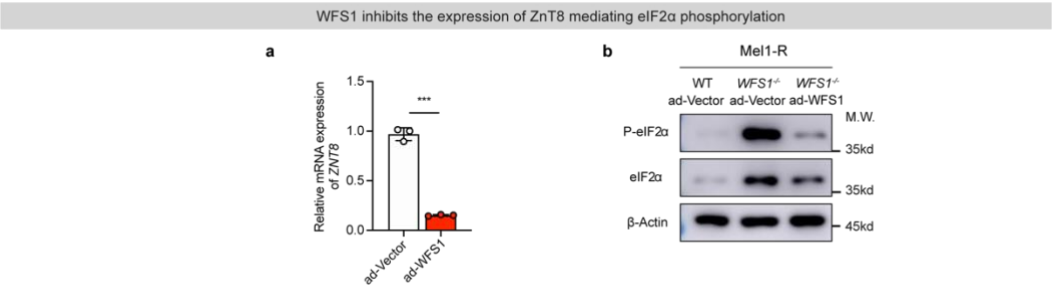 WFS1 inhibits the expression of ZnT8 mediating eIF2α phosphorylation
a
Relative mRNA expression
of ZNT8
1.5
1.0
0.5
0.0
***
ad-Vector
ad-WFS1
b
Mel1-R
WT WFS1-/- WFS1-/-
ad-Vector ad-Vector ad-WFS1
M.W.
P-eIF2α
35kd
eIF2α
35kd
β-Actin
45kd